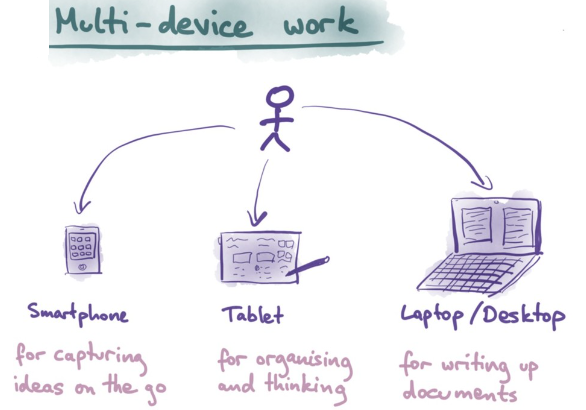 Multi-device work
Smartphone
for capturing
ideas on the go
Tablet
for organising
and thinking
Laptop/Desktop
for writing up
documents